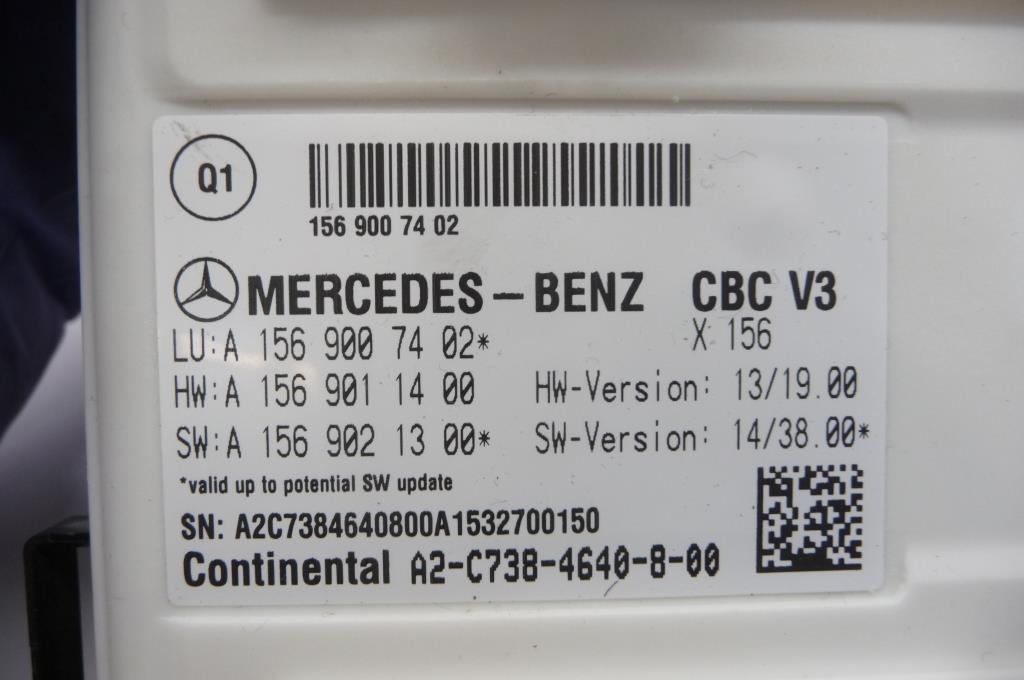 Q1
156 900 74 02
MERCEDES-BENZ CBC V3
LU: A 156 900 74 02* X 156
HW: A 156 901 14 00 HW-Version: 13/19.00
SW: A 156 902 13 00* SW-Version: 14/38.00*
*valid up to potential SW update
SN: A2C7384640800A1532700150
Continental A2-C738-4640-8-00